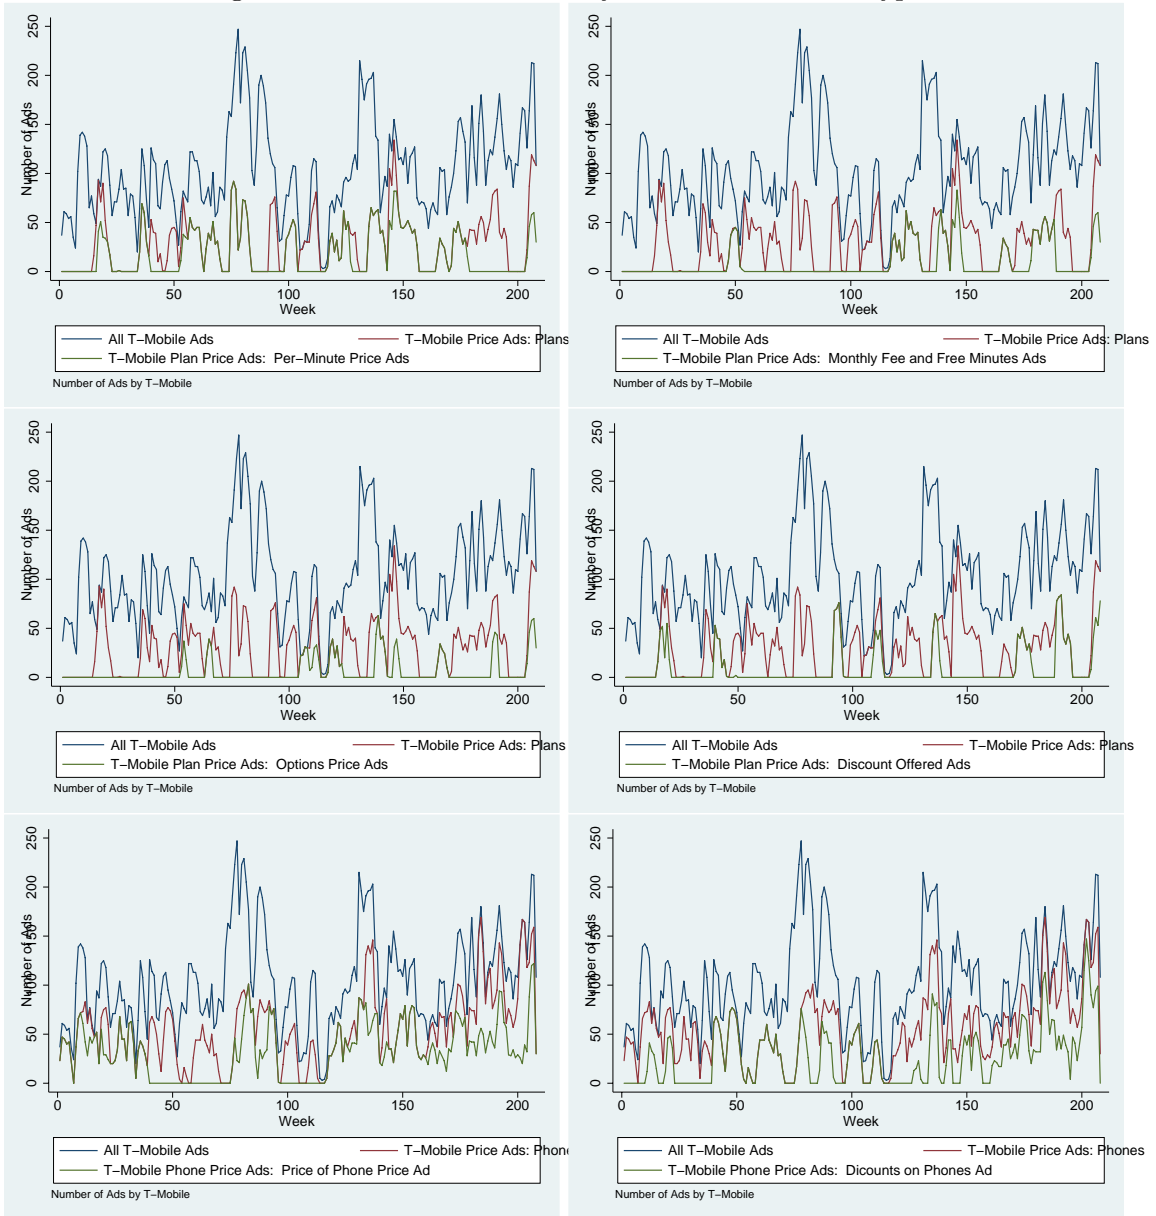 250
200
150
100
50
0
Number of Ads
0 50 100 150 200
Week
All T−Mobile Ads T−Mobile Price Ads: Plans
T−Mobile Plan Price Ads: Per−Minute Price Ads
Number of Ads by T−Mobile
250
200
150
100
50
0
Number of Ads
0 50 100 150 200
Week
All T−Mobile Ads T−Mobile Price Ads: Plans
T−Mobile Plan Price Ads: Monthly Fee and Free Minutes Ads
Number of Ads by T−Mobile
250
200
150
100
50
0
Number of Ads
0 50 100 150 200
Week
All T−Mobile Ads T−Mobile Price Ads: Plans
T−Mobile Plan Price Ads: Options Price Ads
Number of Ads by T−Mobile
250
200
150
100
50
0
Number of Ads
0 50 100 150 200
Week
All T−Mobile Ads T−Mobile Price Ads: Plans
T−Mobile Plan Price Ads: Discount Offered Ads
Number of Ads by T−Mobile
250
200
150
100
50
0
Number of Ads
0 50 100 150 200
Week
All T−Mobile Ads T−Mobile Price Ads: Phone
T−Mobile Phone Price Ads: Price of Phone Price Ad
Number of Ads by T−Mobile
250
200
150
100
50
0
Number of Ads
0 50 100 150 200
Week
All T−Mobile Ads T−Mobile Price Ads: Phones
T−Mobile Phone Price Ads: Dicounts on Phones Ad
Number of Ads by T−Mobile